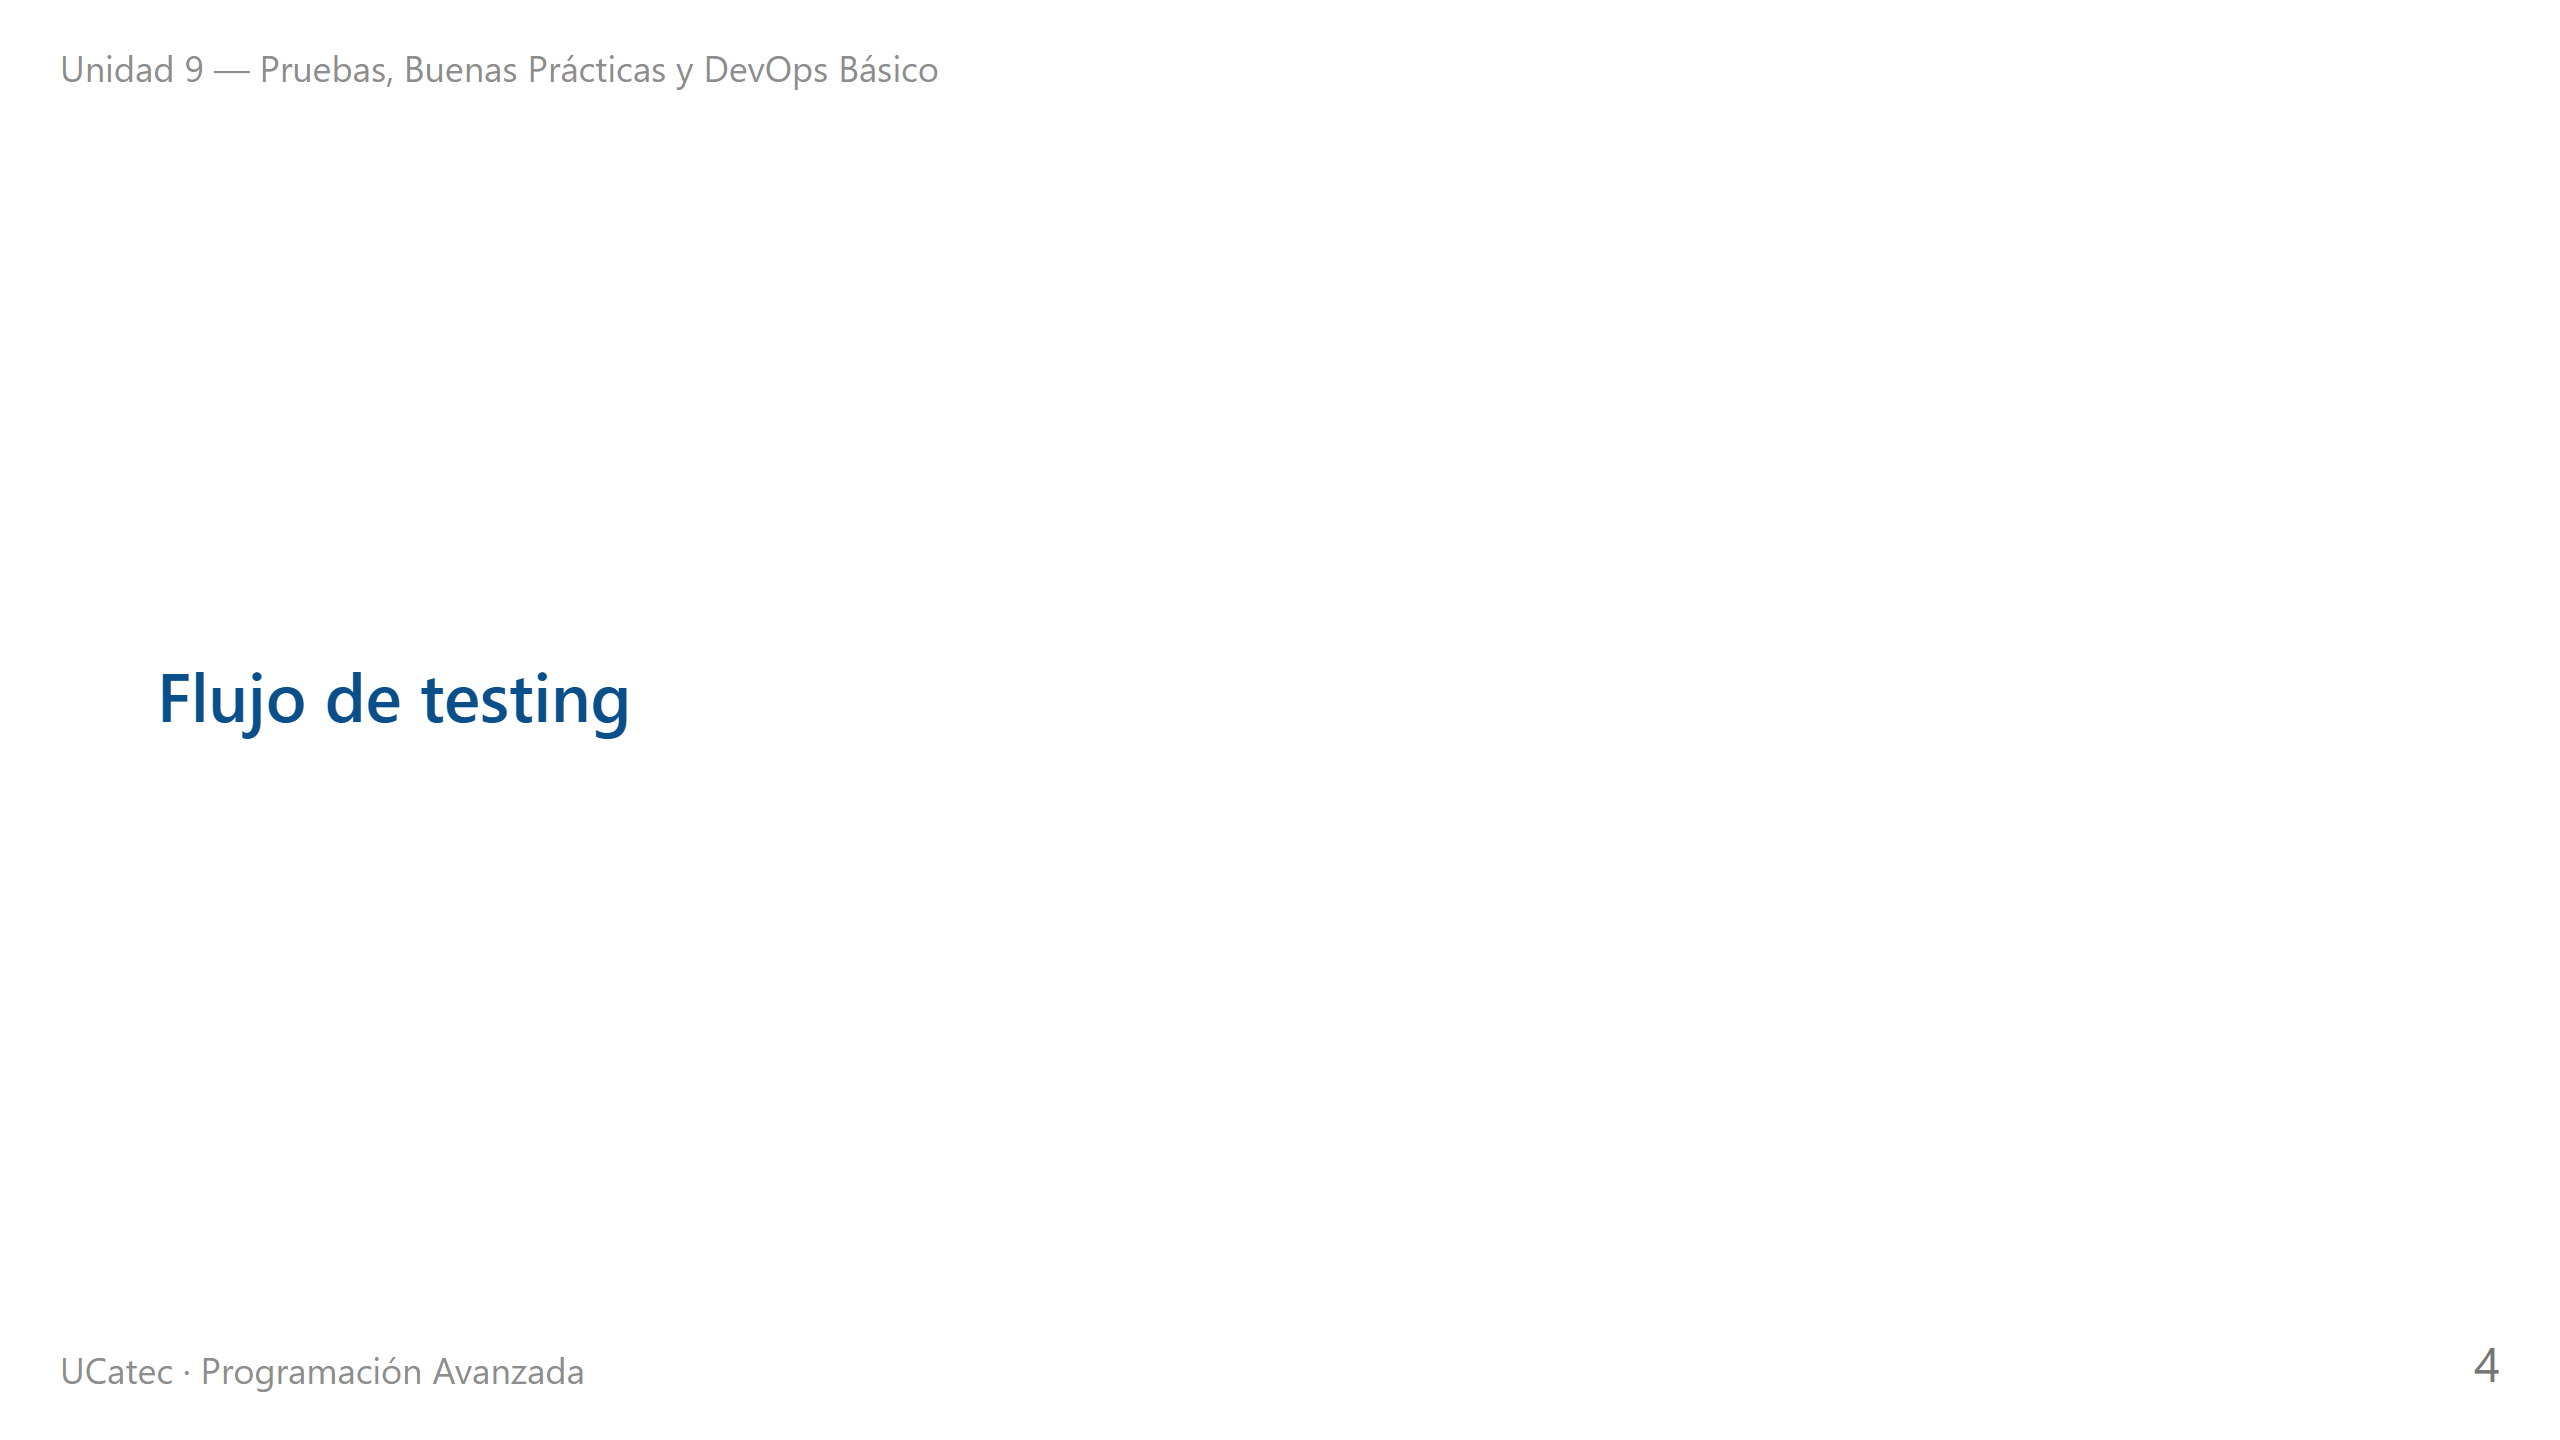 Unidad 9 — Pruebas, Buenas Prácticas y DevOps Básico
Flujo de testing
UCatec · Programación Avanzada
4